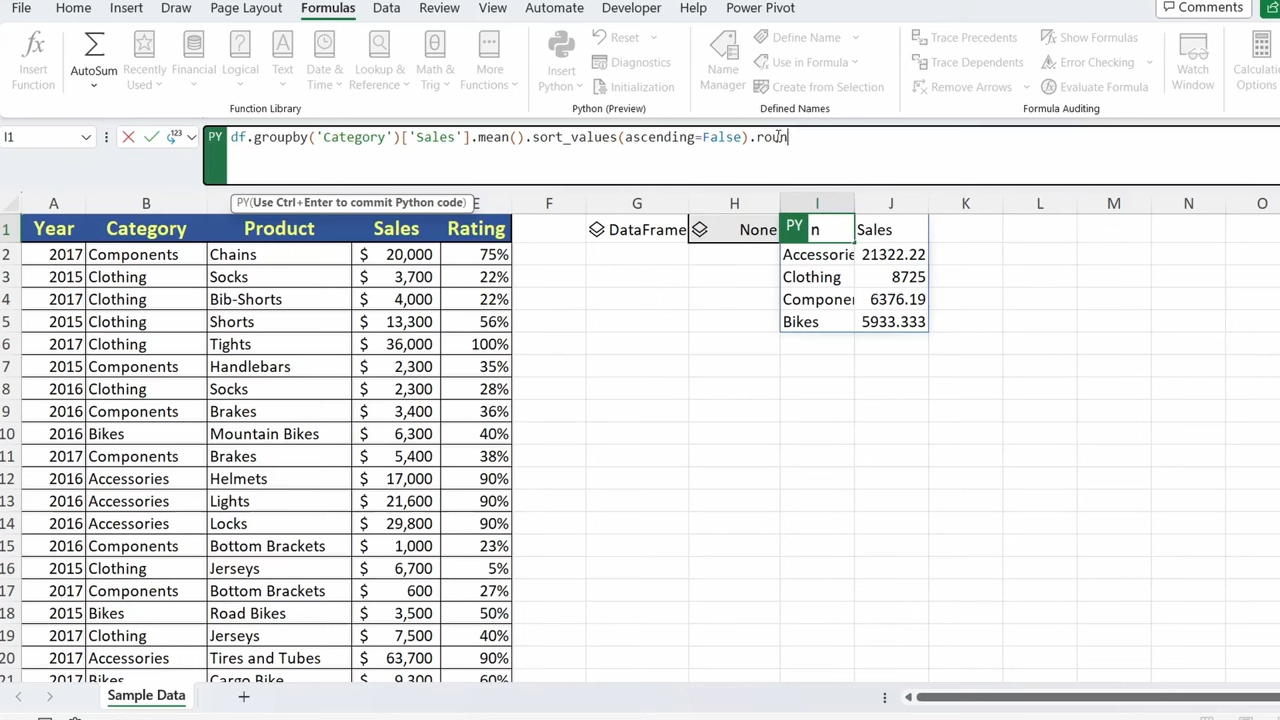 File Home Insert Draw Page Layout Formulas Data Review View Automate Developer Help Power Pivot Comments
Insert Function
AutoSum
Recently Used
Financial
Logical
Text
Date & Time
Lookup & Reference
Math & Trig
More Functions
Function Library
Insert Python
Reset
Diagnostics
Initialization
Python (Preview)
Name Manager
Define Name
Use in Formula
Create from Selection
Defined Names
Trace Precedents
Trace Dependents
Remove Arrows
Show Formulas
Error Checking
Evaluate Formula
Formula Auditing
Watch Window
Calculatio
Options
I1 PY df.groupby('Category')['Sales'].mean().sort_values(ascending=False).roun
PY(Use Ctrl+Enter to commit Python code)
A B E F G H I J K L M N O
1 Year Category Product Sales Rating DataFrame None PY n Sales
2 2017 Components Chains $ 20,000 75% Accessorie 21322.22
3 2015 Clothing Socks $ 3,700 22% Clothing 8725
4 2017 Clothing Bib-Shorts $ 4,000 22% Componen 6376.19
5 2015 Clothing Shorts $ 13,300 56% Bikes 5933.333
6 2017 Clothing Tights $ 36,000 100%
7 2015 Components Handlebars $ 2,300 35%
8 2016 Clothing Socks $ 2,300 28%
9 2016 Components Brakes $ 3,400 36%
10 2016 Bikes Mountain Bikes $ 6,300 40%
11 2017 Components Brakes $ 5,400 38%
12 2016 Accessories Helmets $ 17,000 90%
13 2016 Accessories Lights $ 21,600 90%
14 2016 Accessories Locks $ 29,800 90%
15 2016 Components Bottom Brackets $ 1,000 23%
16 2015 Clothing Jerseys $ 6,700 5%
17 2017 Components Bottom Brackets $ 600 27%
18 2015 Bikes Road Bikes $ 3,500 50%
19 2017 Clothing Jerseys $ 7,500 40%
20 2017 Accessories Tires and Tubes $ 63,700 90%
21 2017 Bikes Cargo Bike $ 9,300 60%
Sample Data